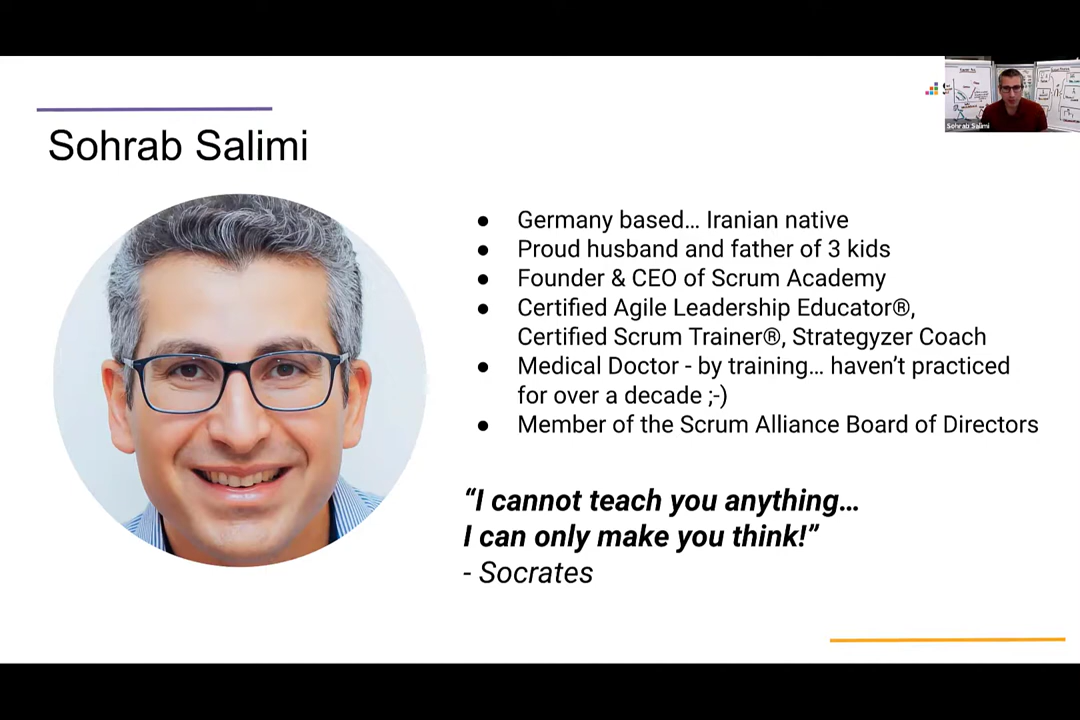 Sohrab Salimi
● Germany based… Iranian native
● Proud husband and father of 3 kids
● Founder & CEO of Scrum Academy
● Certified Agile Leadership Educator®,
Certified Scrum Trainer®, Strategyzer Coach
● Medical Doctor - by training… haven’t practiced
for over a decade ;-)
● Member of the Scrum Alliance Board of Directors
“I cannot teach you anything…
I can only make you think!”
- Socrates
Sohrab Salimi